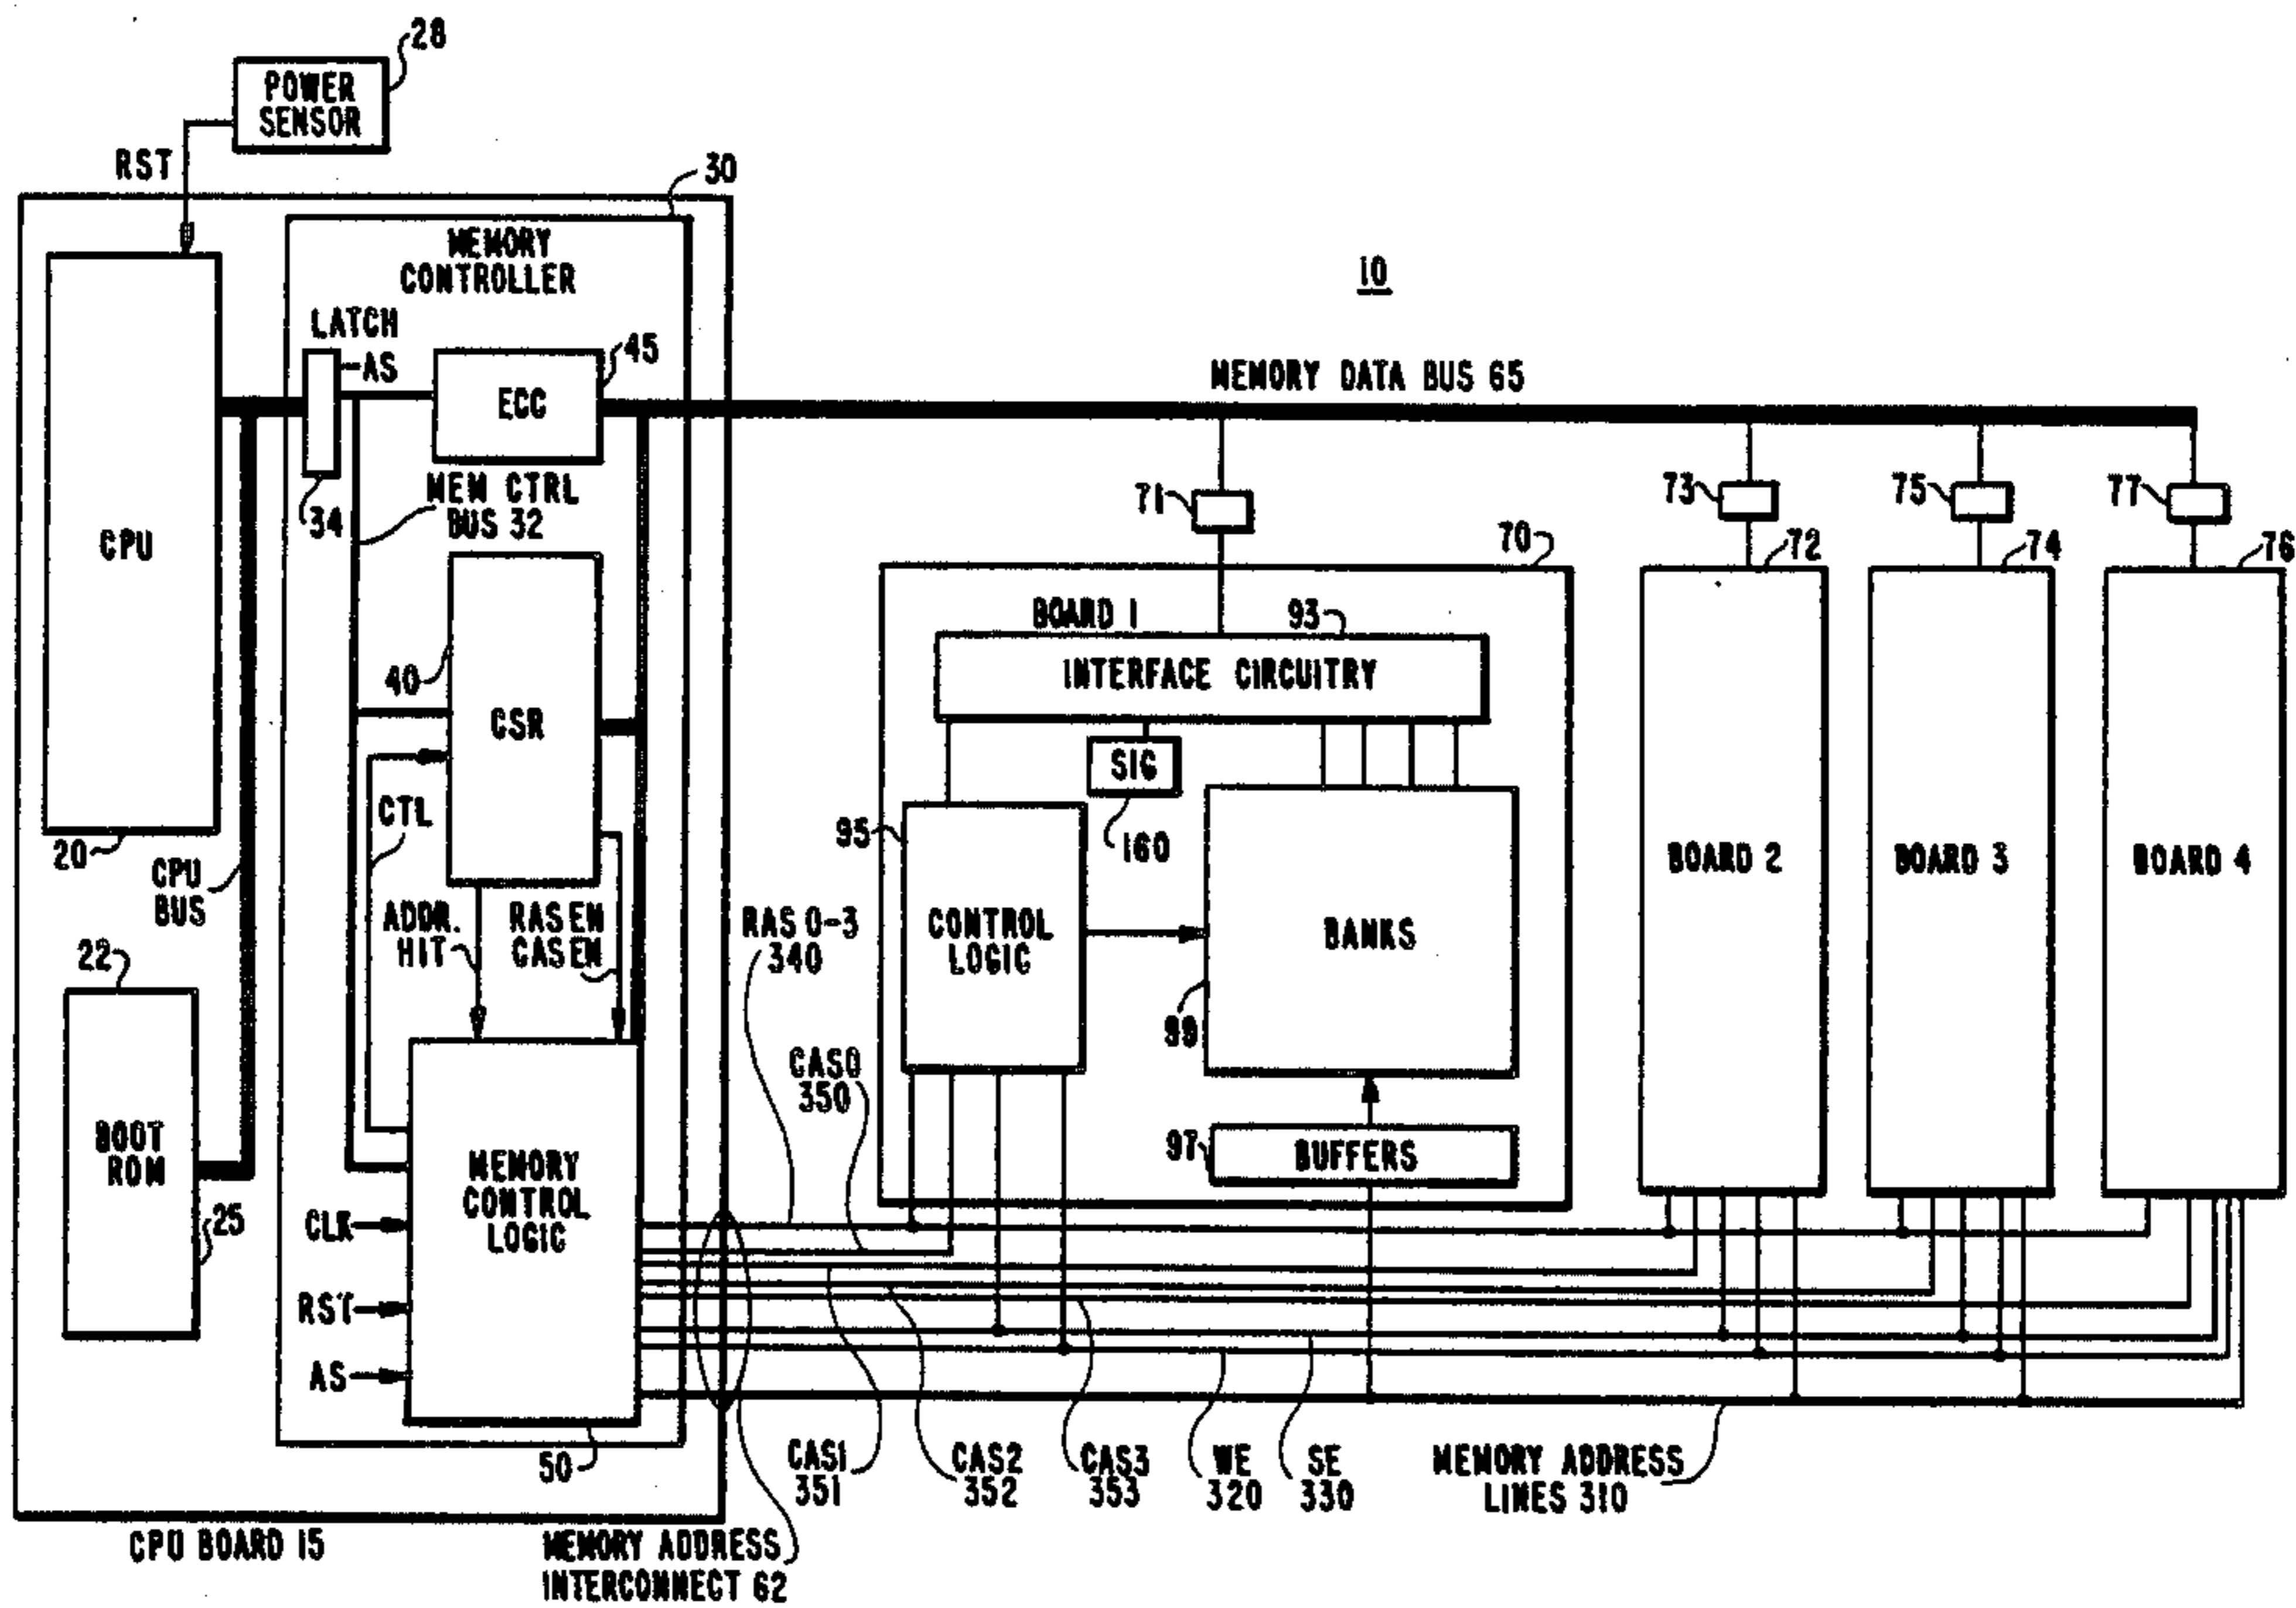 28
POWER
SENSOR
RST
30
MEMORY
CONTROLLER
10
LATCH
AS
45
ECC
MEMORY DATA BUS 65
34
MEM CTRL
BUS 32
CPU
71
73
75
77
70
72
74
76
BOARD 1
93
INTERFACE CIRCUITRY
40
CSR
SIG
160
CTL
95
20
CPU
BUS
BOARD 2
BOARD 3
BOARD 4
ADDR.
HIT
RASEN
CASEN
RAS 0-3
340
CONTROL
LOGIC
BANKS
22
99
CAS0
350
BOOT
ROM
97
BUFFERS
MEMORY
CONTROL
LOGIC
25
CLK
RST
AS
50
CAS1
351
CAS2
352
CAS3
353
WE
320
SE
330
MEMORY ADDRESS
LINES 310
CPU BOARD 15
MEMORY ADDRESS
INTERCONNECT 62